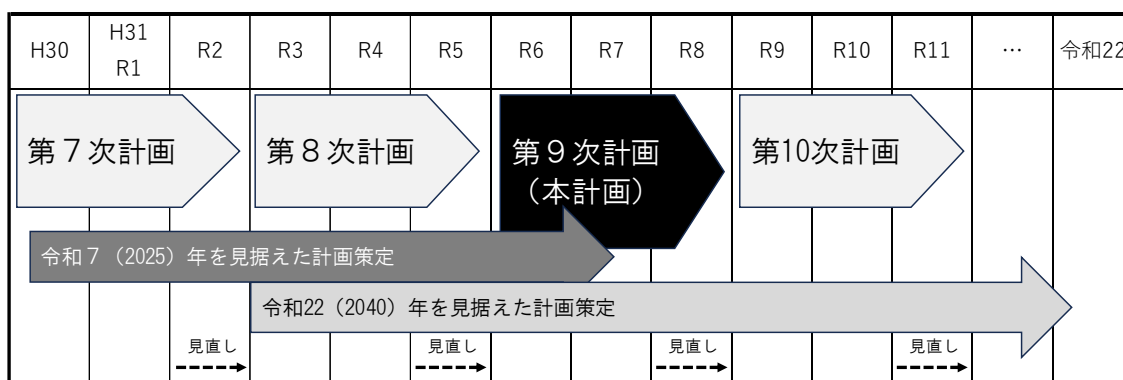 H30
H31
R1
R2
R3
R4
R5
R6
R7
R8
R9
R10
R11
…
令和22
第７次計画
第８次計画
第９次計画
（本計画）
第10次計画
令和７（2025）年を見据えた計画策定
令和22（2040）年を見据えた計画策定
見直し
見直し
見直し
見直し